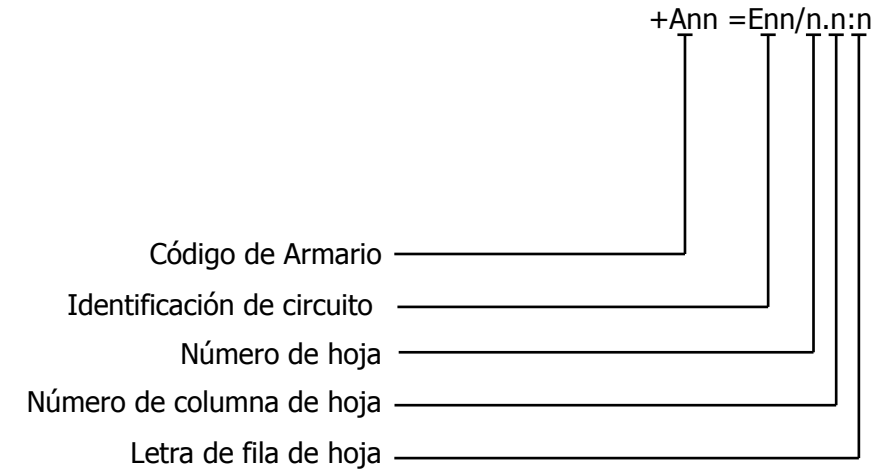 +Ann =Enn/n.n:n
Código de Armario
Identificación de circuito
Número de hoja
Número de columna de hoja
Letra de fila de hoja